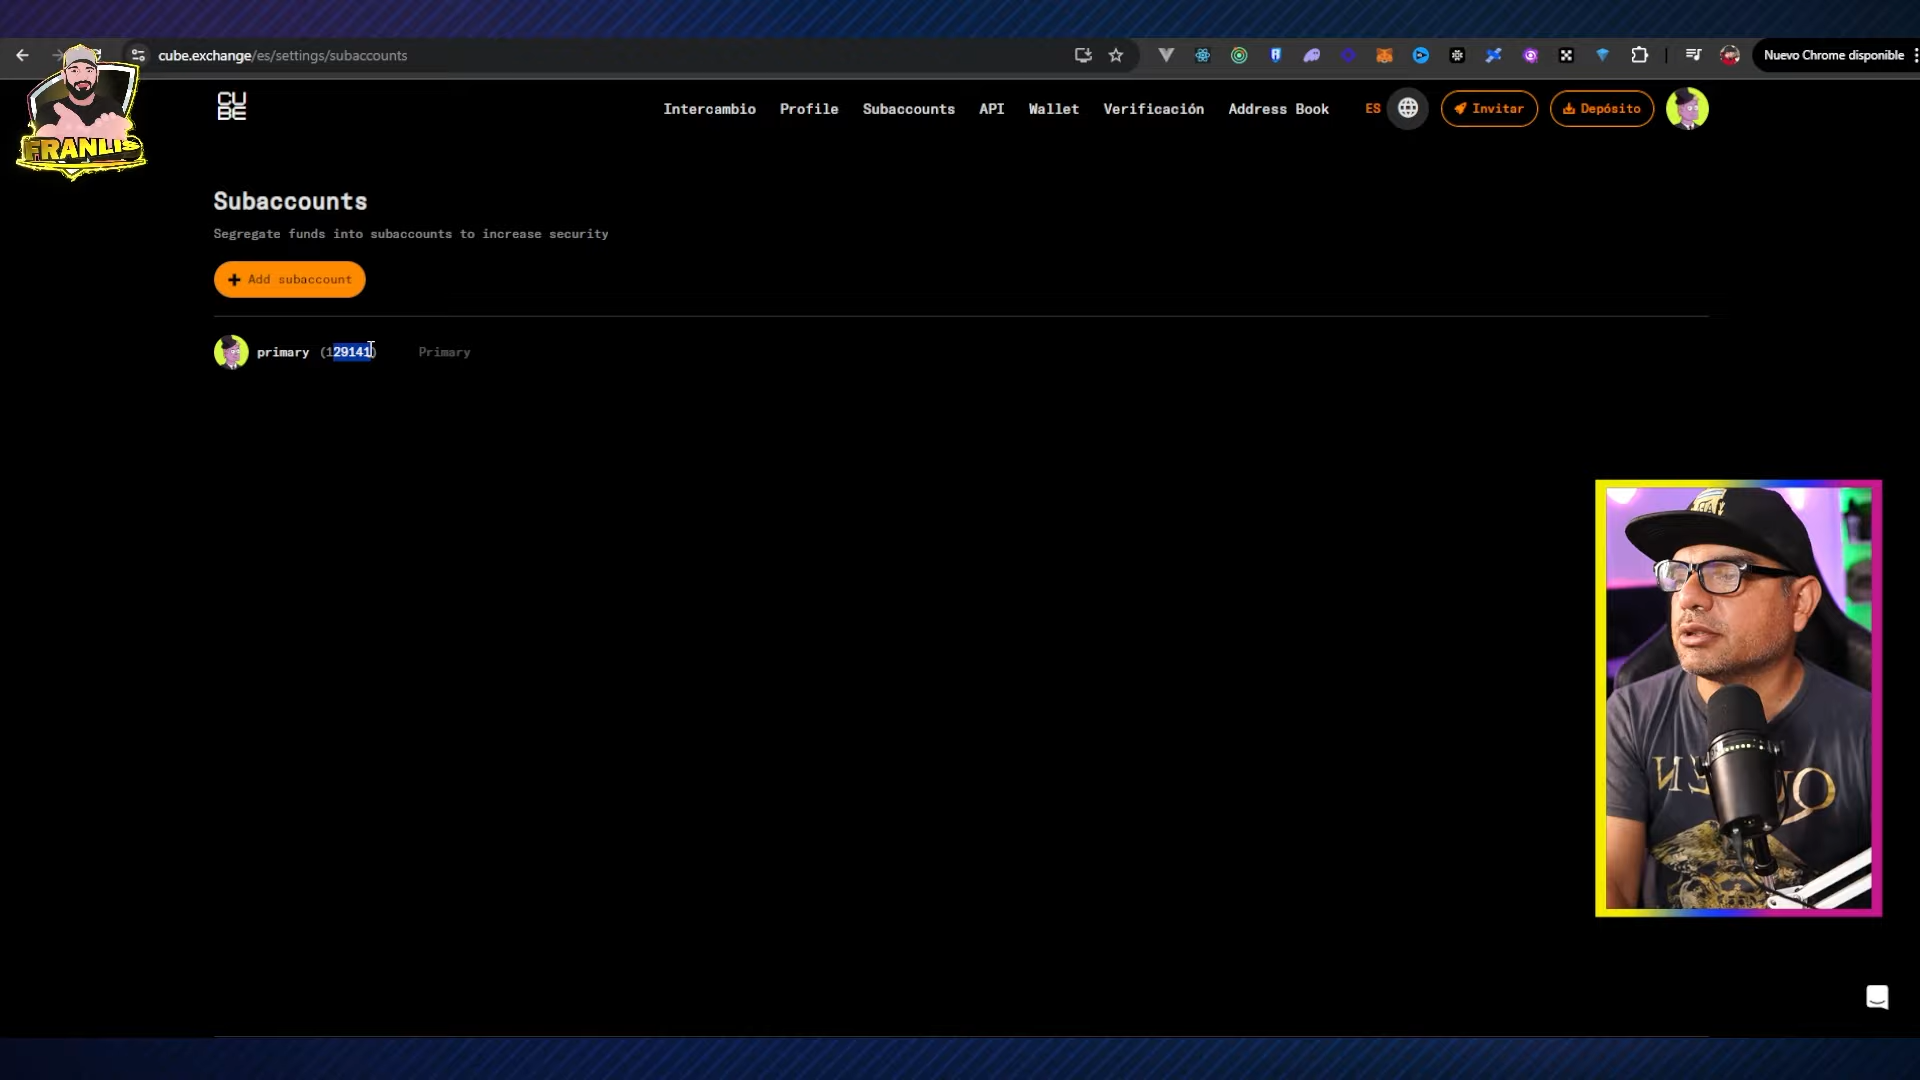 cube.exchange/es/settings/subaccounts
Nuevo Chrome disponible
FRANLIS
CU
BE
Intercambio
Profile
Subaccounts
API
Wallet
Verificación
Address Book
ES
Invitar
Depósito
Subaccounts
Segregate funds into subaccounts to increase security
+ Add subaccount
primary (129141)
Primary
QUEEN